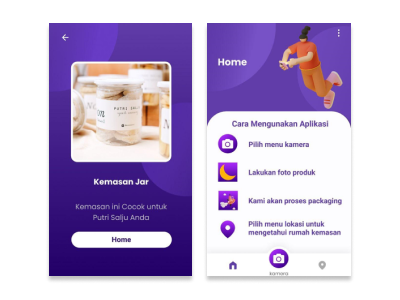 PUTRI SALJU
Kemasan Jar
Kemasan ini Cocok untuk
Putri Salju Anda
Home
Home
Cara Mengunakan Aplikasi
Pilih menu kamera
Lakukan foto produk
Kami akan proses packaging
Pilih menu lokasi untuk
mengetahui rumah kemasan
kamera